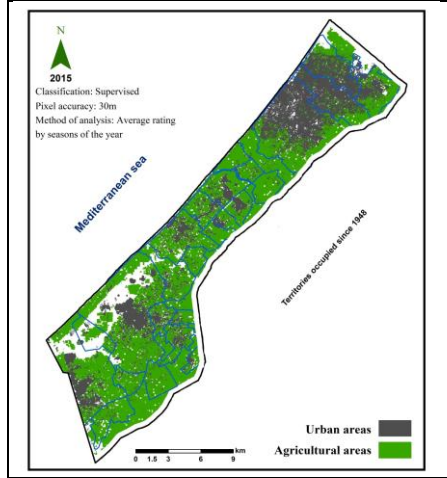 N
2015
Classification: Supervised
Pixel accuracy: 30m
Method of analysis: Average rating
by seasons of the year
Mediterranean sea
Territories occupied since 1948
Urban areas
Agricultural areas
km
0 1.5 3 6 9